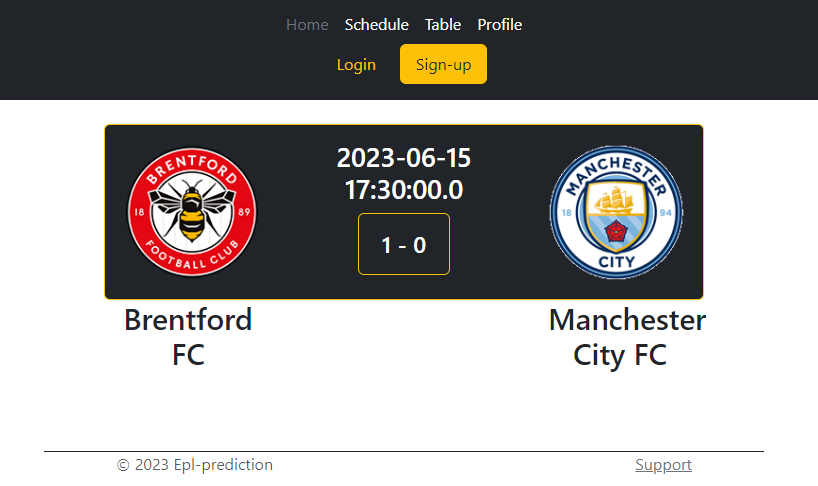 Home Schedule Table Profile
Login Sign-up
BRENTFORD
18 89
FOOTBALL CLUB
2023-06-15
17:30:00.0
1 - 0
MANCHESTER
18 94
CITY
Brentford
FC
Manchester
City FC
© 2023 Epl-prediction Support